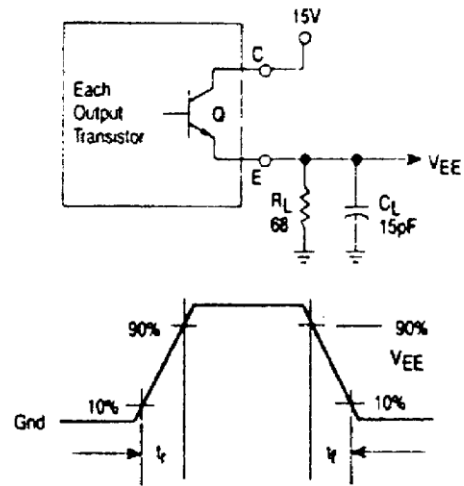 15V
C
Each
Output
Transistor
Q
E
VEE
RL
68
CL
15pF
90%
90%
VEE
10%
10%
Gnd
tr
tf